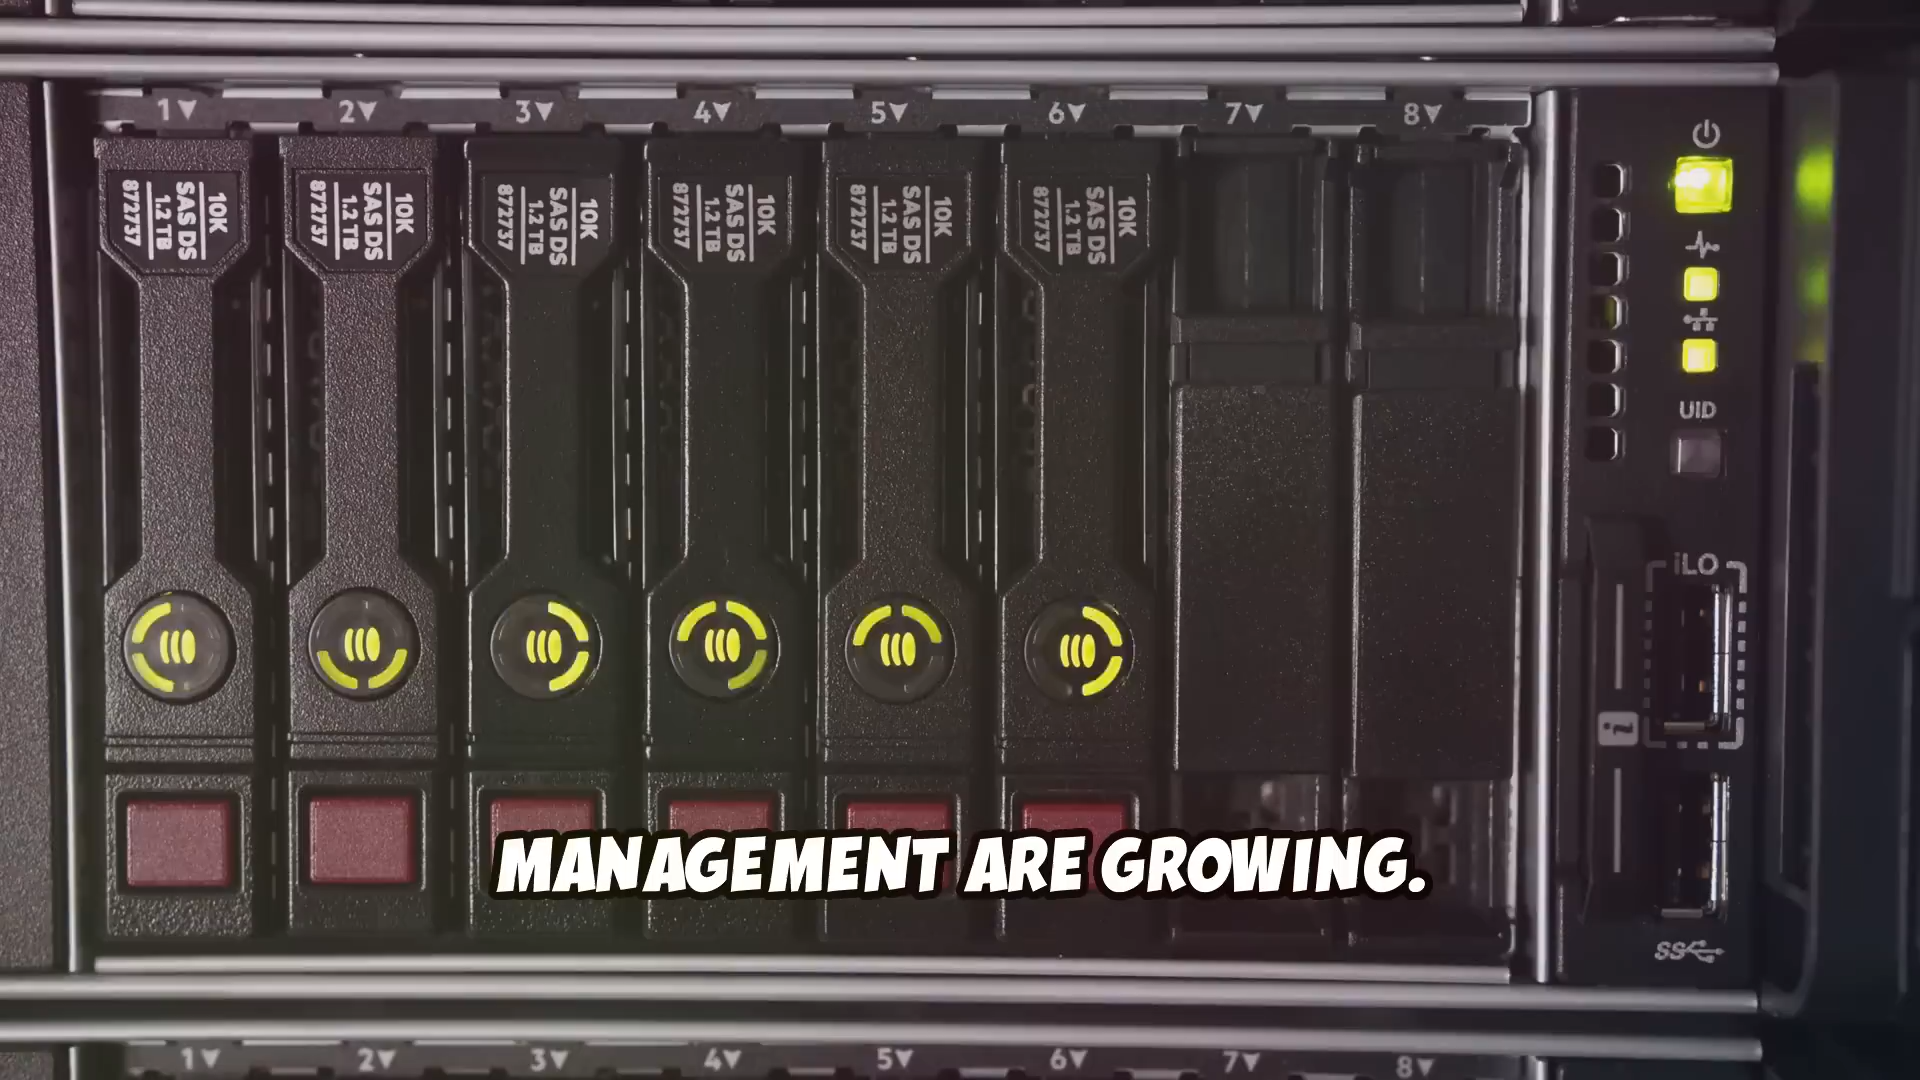 1 2 3 4 5 6 7 8
10K
SAS DS
1.2 TB
872737
10K
SAS DS
1.2 TB
872737
10K
SAS DS
1.2 TB
872737
10K
SAS DS
1.2 TB
872737
10K
SAS DS
1.2 TB
872737
10K
SAS DS
1.2 TB
872737
UID
iLO
i
MANAGEMENT ARE GROWING.
SS
1 2 3 4 5 6 7 8